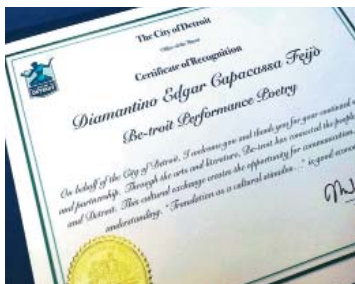 DETROIT
The City of Detroit
Office of the Mayor
Certificate of Recognition
Diamantino Edgar Capacassa Feijó
Be-troit Performance Poetry
On behalf of the City of Detroit, I welcome you and thank you for your continued
and partnership. Through the arts and literature, Be-troit has connected the people
and Detroit. This cultural exchange creates the opportunity for communication
understanding. "Translation as a cultural stimulus..." is good